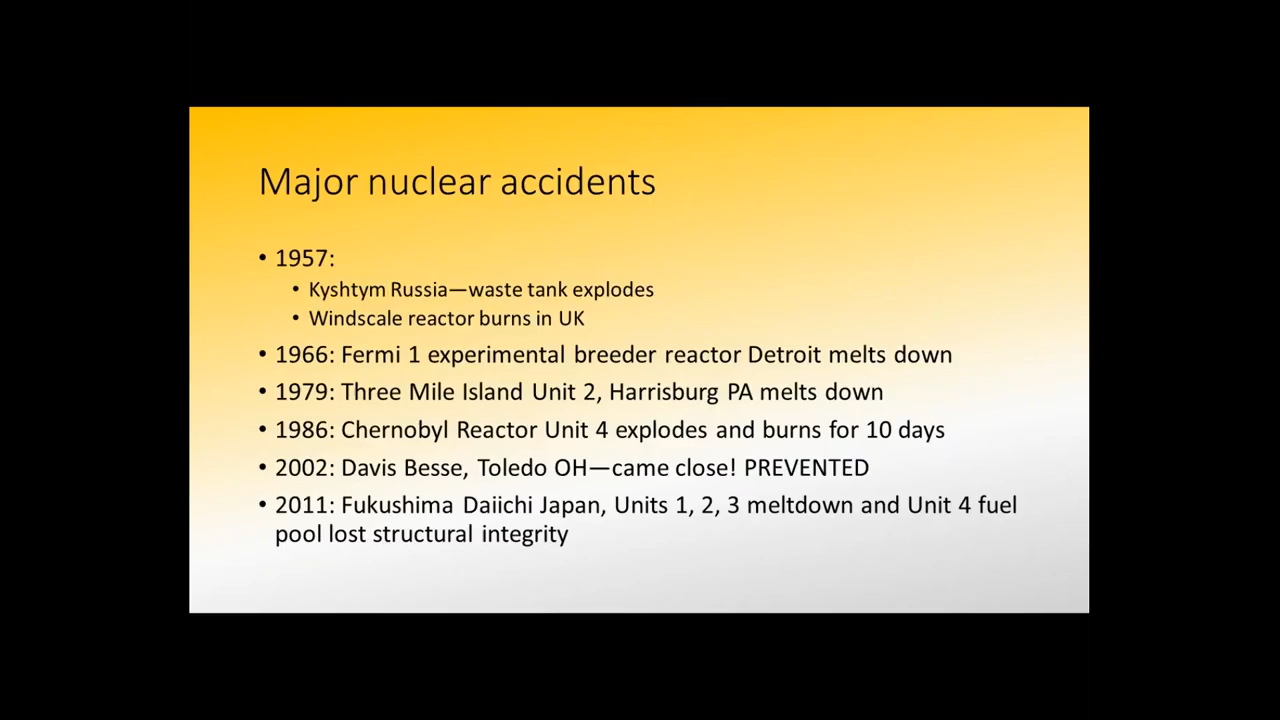 Major nuclear accidents
• 1957:
• Kyshtym Russia—waste tank explodes
• Windscale reactor burns in UK
• 1966: Fermi 1 experimental breeder reactor Detroit melts down
• 1979: Three Mile Island Unit 2, Harrisburg PA melts down
• 1986: Chernobyl Reactor Unit 4 explodes and burns for 10 days
• 2002: Davis Besse, Toledo OH—came close! PREVENTED
• 2011: Fukushima Daiichi Japan, Units 1, 2, 3 meltdown and Unit 4 fuel
pool lost structural integrity